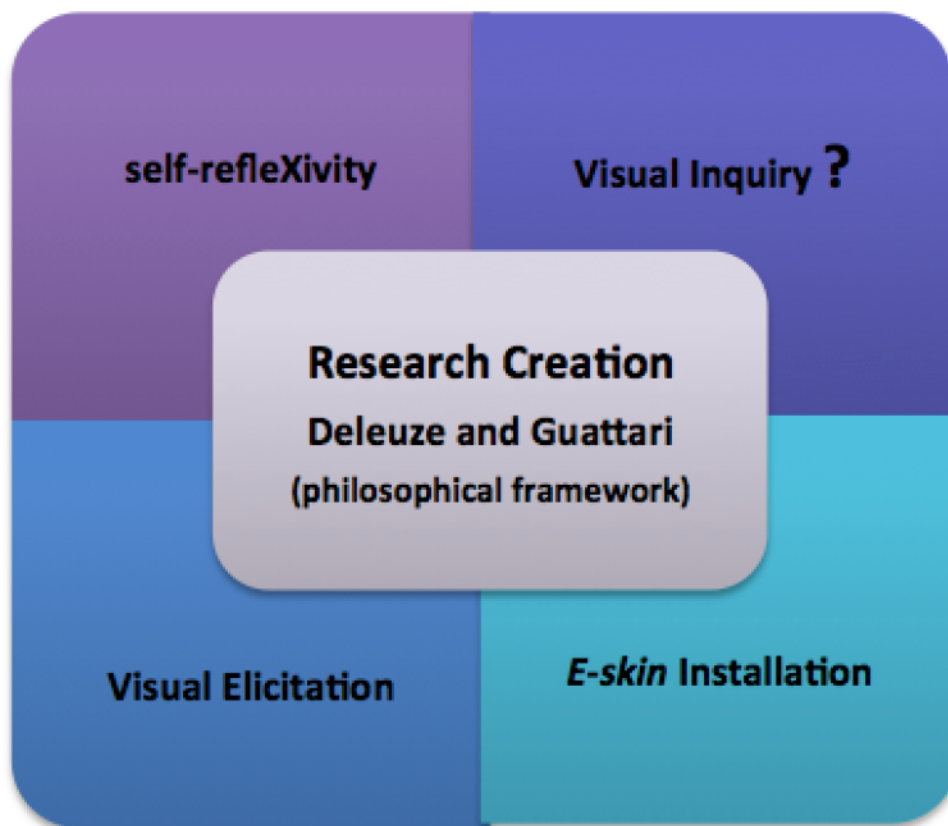 self-refleXivity
Visual Inquiry ?
Research Creation
Deleuze and Guattari
(philosophical framework)
Visual Elicitation
E-skin Installation